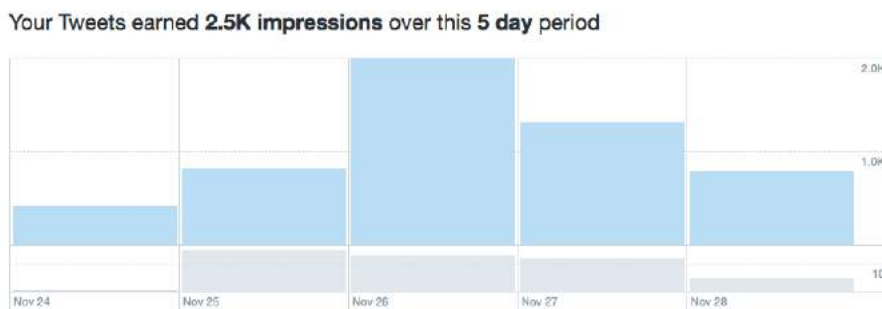 Your Tweets earned 2.5K impressions over this 5 day period
2.0K
1.0K
10
Nov 24
Nov 25
Nov 26
Nov 27
Nov 28